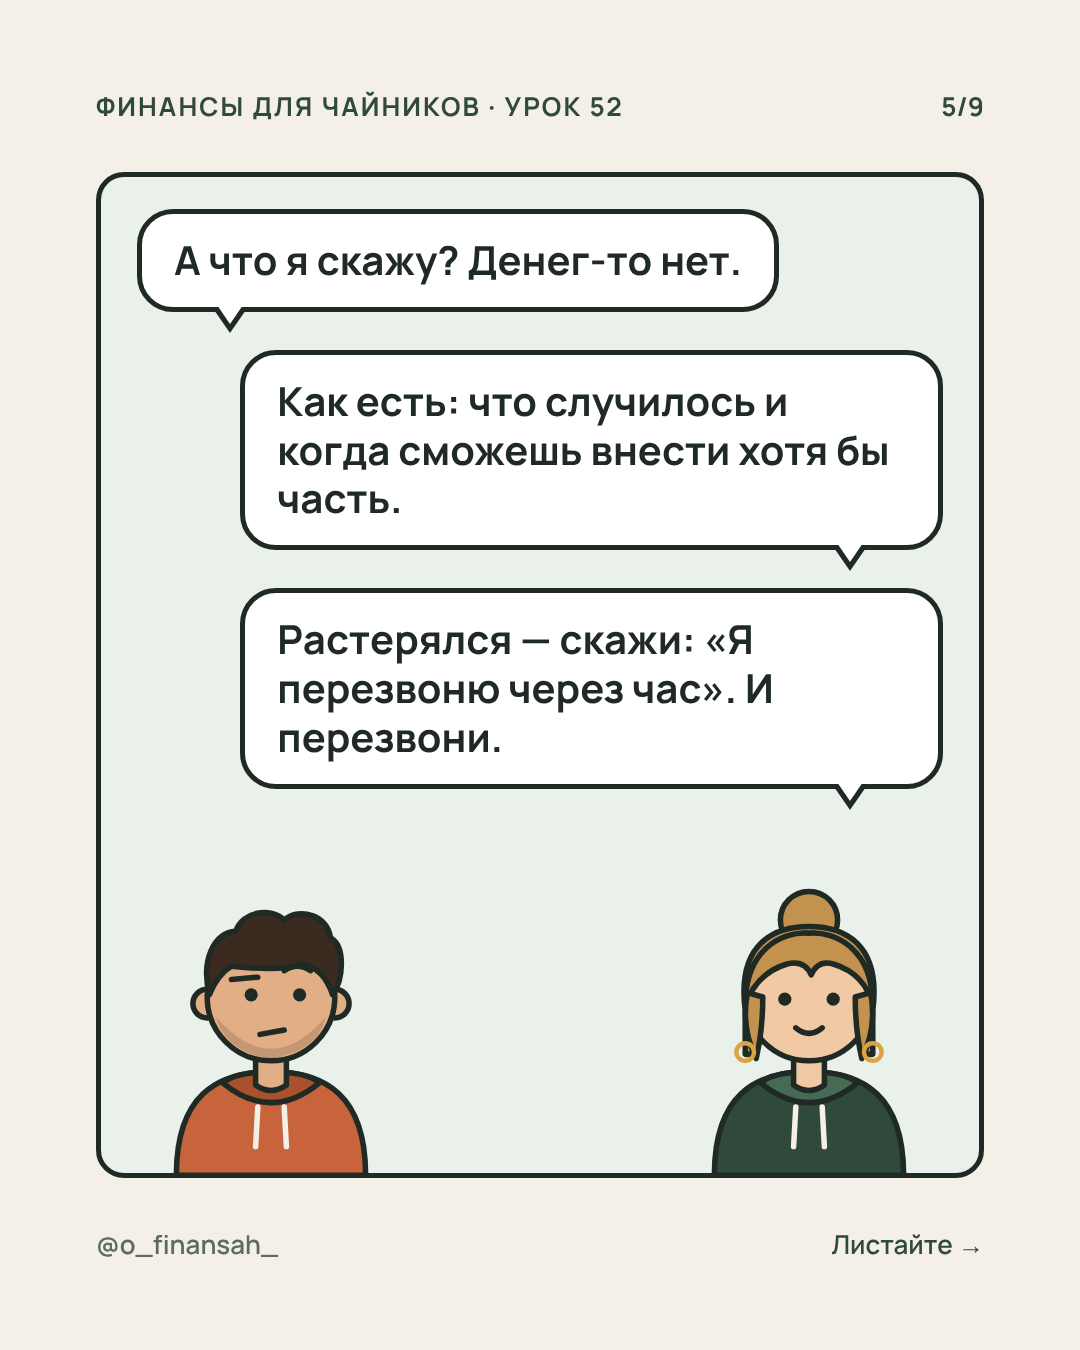 ФИНАНСЫ ДЛЯ ЧАЙНИКОВ · УРОК 52
5/9
А что я скажу? Денег-то нет.
Как есть: что случилось и
когда сможешь внести хотя бы
часть.
Растерялся — скажи: «Я
перезвоню через час». И
перезвони.
@o_finansah_
Листайте →